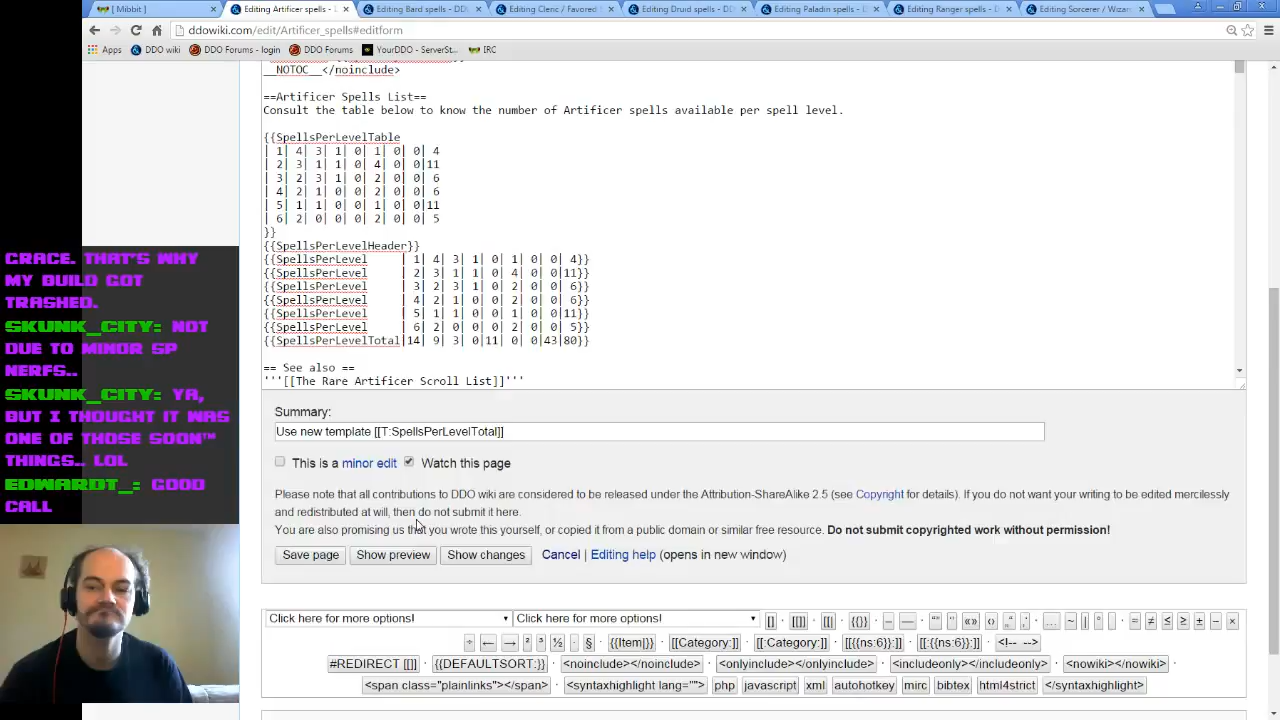 [ Mibbit ]
Editing Artificer spells -
Editing Bard spells - DDO
Editing Cleric / Favored
Editing Druid spells - DD
Editing Paladin spells -
Editing Ranger spells -
Editing Sorcerer / Wizar
ddowiki.com/edit/Artificer_spells#editform
Apps DDO wiki DDO Forums - login DDO Forums YourDDO - ServerSt... IRC
__NOTOC__</noinclude>
==Artificer Spells List==
Consult the table below to know the number of Artificer spells available per spell level.
{{SpellsPerLevelTable
| 1| 4| 3| 1| 0| 1| 0| 0| 4
| 2| 3| 1| 1| 0| 4| 0| 0|11
| 3| 2| 3| 1| 0| 2| 0| 0| 6
| 4| 2| 1| 0| 0| 2| 0| 0| 6
| 5| 1| 1| 0| 0| 1| 0| 0|11
| 6| 2| 0| 0| 0| 2| 0| 0| 5
}}
{{SpellsPerLevelHeader}}
{{SpellsPerLevel | 1| 4| 3| 1| 0| 1| 0| 0| 4}}
{{SpellsPerLevel | 2| 3| 1| 1| 0| 4| 0| 0|11}}
{{SpellsPerLevel | 3| 2| 3| 1| 0| 2| 0| 0| 6}}
{{SpellsPerLevel | 4| 2| 1| 0| 0| 2| 0| 0| 6}}
{{SpellsPerLevel | 5| 1| 1| 0| 0| 1| 0| 0|11}}
{{SpellsPerLevel | 6| 2| 0| 0| 0| 2| 0| 0| 5}}
{{SpellsPerLevelTotal|14| 9| 3| 0|11| 0| 0|43|80}}
== See also ==
'''[[The Rare Artificer Scroll List]]'''
GRACE. THAT'S WHY
MY BUILD GOT
TRASHED.
SKUNK_CITY: NOT
DUE TO MINOR SP
NERFS..
SKUNK_CITY: YA,
BUT I THOUGHT IT WAS
ONE OF THOSE SOON™
THINGS.. LOL
EDWARDT_: GOOD
CALL
Summary:
Use new template [[T:SpellsPerLevelTotal]]
This is a minor edit Watch this page
Please note that all contributions to DDO wiki are considered to be released under the Attribution-ShareAlike 2.5 (see Copyright for details). If you do not want your writing to be edited mercilessly
and redistributed at will, then do not submit it here.
You are also promising us that you wrote this yourself, or copied it from a public domain or similar free resource. Do not submit copyrighted work without permission!
Save page Show preview Show changes Cancel | Editing help (opens in new window)
Click here for more options! Click here for more options! [] [[]] [[| {{}} – — “” ‘’ «» ‹› „“ ‚‘ … ~ | ° · = ≠ ≤ ≥ ± − ×
÷ ← → ² ³ ½ · § {{Item|}} · [[Category:]] · [[:Category:]] · [[{{ns:6}}:]] · [[:{{ns:6}}:]] · <!-- -->
#REDIRECT [[]] · {{DEFAULTSORT:}} · <noinclude></noinclude> · <onlyinclude></onlyinclude> · <includeonly></includeonly> · <nowiki></nowiki> ·
<span class="plainlinks"></span> · <syntaxhighlight lang=""> php javascript xml autohotkey mirc bibtex html4strict </syntaxhighlight>